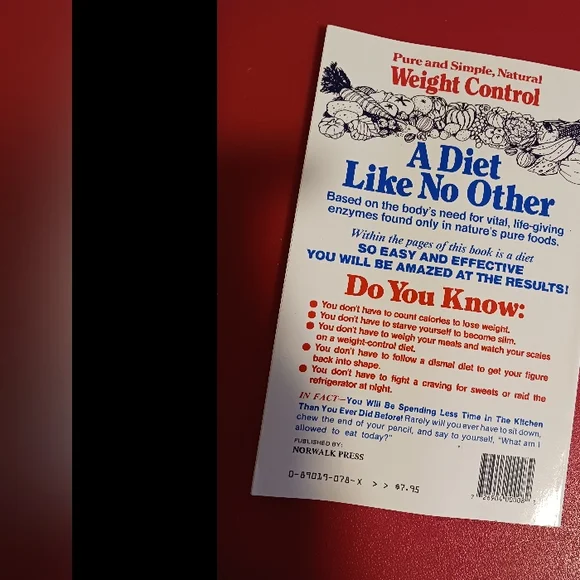 Pure and Simple, Natural
Weight Control
A Diet
Like No Other
Based on the body's need for vital, life-giving
enzymes found only in nature's pure foods.
Within the pages of this book is a diet
SO EASY AND EFFECTIVE
YOU WILL BE AMAZED AT THE RESULTS!
Do You Know:
You don't have to count calories to lose weight.
You don't have to starve yourself to become slim.
You don't have to weigh your meals and watch your scales
on a weight-control diet.
You don't have to follow a dismal diet to get your figure
back into shape.
You don't have to fight a craving for sweets or raid the
refrigerator at night.
IN FACT—You Will Be Spending Less Time In The Kitchen
Than You Ever Did Before! Rarely will you ever have to sit down,
chew the end of your pencil, and say to yourself, "What am I
allowed to eat today?"
PUBLISHED BY:
NORWALK PRESS
0-89019-078-X > > $7.95